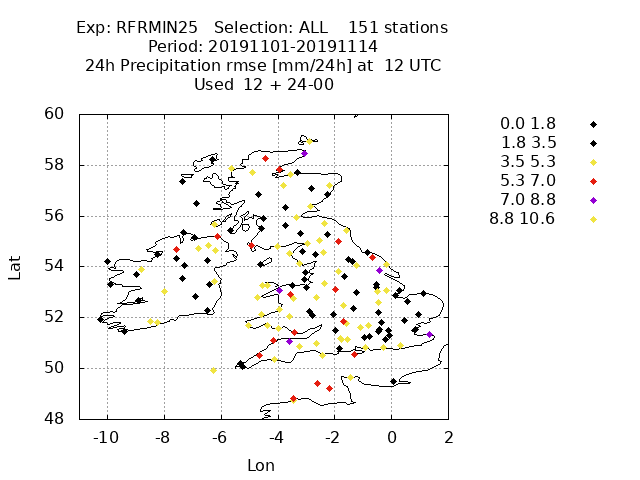 Exp: RFRMIN25 Selection: ALL 151 stations
Period: 20191101-20191114
24h Precipitation rmse [mm/24h] at 12 UTC
Used 12 + 24-00
0.0 1.8
1.8 3.5
3.5 5.3
5.3 7.0
7.0 8.8
8.8 10.6
60
58
56
54
52
50
48
Lat
-10 -8 -6 -4 -2 0 2
Lon